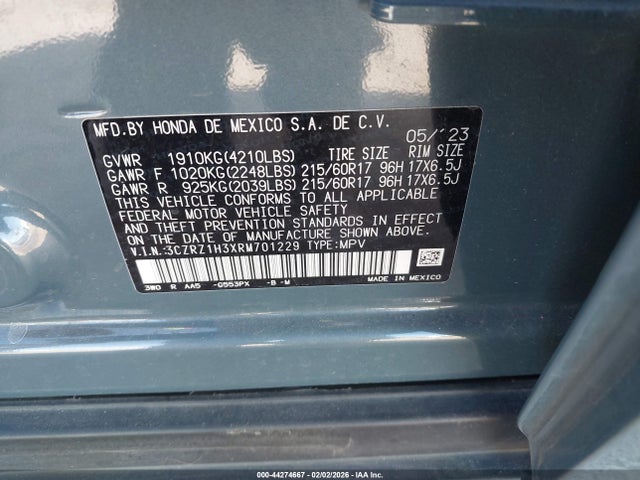 MFD.BY HONDA DE MEXICO S.A. DE C.V. 05/ 23
GVWR 1910KG(4210LBS) TIRE SIZE RIM SIZE
GAWR F 1020KG(2248LBS) 215/60R17 96H 17X6.5J
GAWR R 925KG(2039LBS) 215/60R17 96H 17X6.5J
THIS VEHICLE CONFORMS TO ALL APPLICABLE
FEDERAL MOTOR VEHICLE SAFETY
AND THEFT PREVENTION STANDARDS IN EFFECT
ON THE DATE OF MANUFACTURE SHOWN ABOVE.
V.I.N.3CZRZ1H3XRM701229 TYPE:MPV
3WO R AA5 -G553PX -B -M MADE IN MEXICO
000-44274667 - 02/02/2026 - IAA Inc.